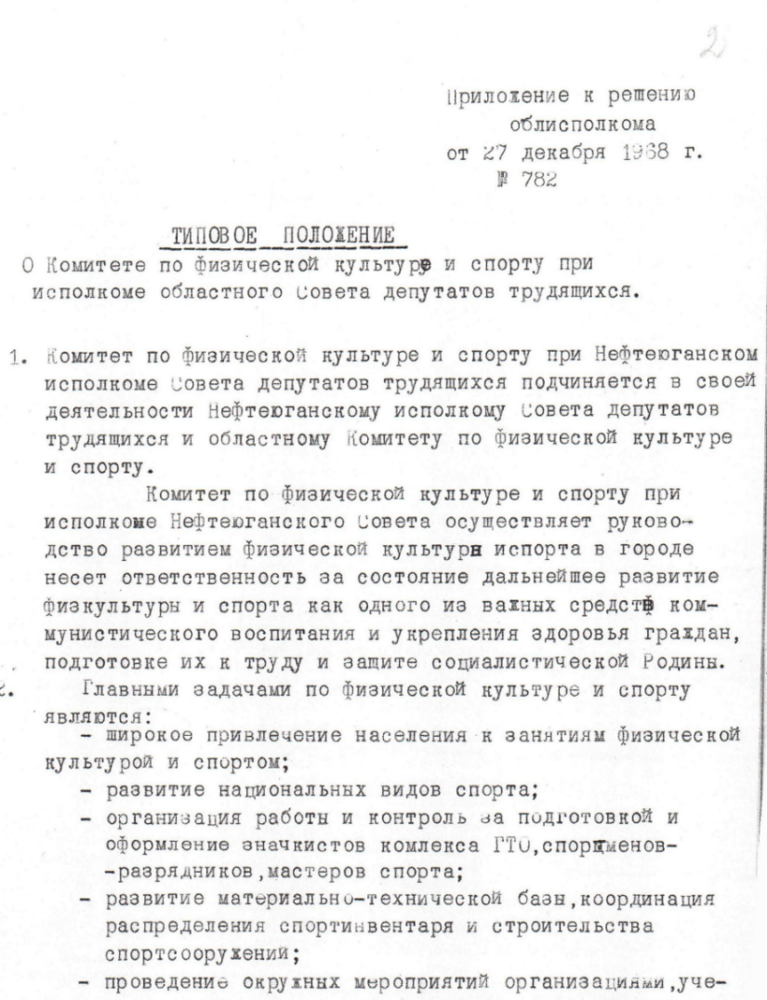 2
Приложение к решению
облисполкома
от 27 декабря 1968 г.
№ 782
ТИПОВОЕ ПОЛОЖЕНИЕ
О Комитете по физической культуре и спорту при
исполкоме областного Совета депутатов трудящихся.
1. Комитет по физической культуре и спорту при Нефтеюганском
исполкоме Совета депутатов трудящихся подчиняется в своей
деятельности Нефтеюганскому исполкому Совета депутатов
трудящихся и областному Комитету по физической культуре
и спорту.
Комитет по физической культуре и спорту при
исполкоме Нефтеюганского Совета осуществляет руково-
дство развитием физической культуры испорта в городе
несет ответственность за состояние дальнейшее развитие
физкультуры и спорта как одного из важных средств ком-
мунистического воспитания и укрепления здоровья граждан,
подготовке их к труду и защите социалистической Родины.
2. Главными задачами по физической культуре и спорту
являются:
- широкое привлечение населения к занятиям физической
культурой и спортом;
- развитие национальных видов спорта;
- организация работы и контроль за подготовкой и
оформление значкистов комлекса ГТО,спортменов-
-разрядников,мастеров спорта;
- развитие материально-технической базы,координация
распределения спортинвентаря и строительства
спортсооружений;
- проведение окружных мероприятий организациями,уче-